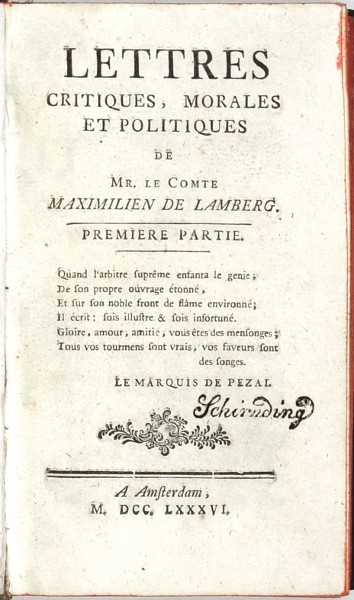 LETTRES
CRITIQUES, MORALES
ET POLITIQUES
DE
MR. LE COMTE
MAXIMILIEN DE LAMBERG.
PREMIERE PARTIE.
Quand l'arbitre suprême enfanta le genie;
De son propre ouvrage étonné,
Et sur son noble front de flâme environné;
Il écrit: sois illustre & sois infortuné.
Gloire, amour, amitie, vous êtes des mensonges;
Tous vos tourmens sont vrais, vos faveurs sont
des songes.
LE MARQUIS DE PEZAI.
Schirnding
A Amsterdam,
M. DCC. LXXXVI.